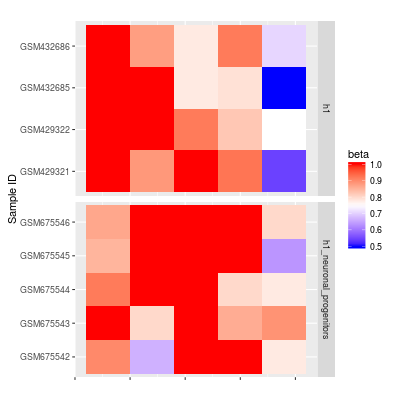 Sample ID
GSM432686
GSM432685
GSM429322
GSM429321
h1
GSM675546
GSM675545
GSM675544
GSM675543
GSM675542
h1_neuronal_progenitors
beta
1.0
0.9
0.8
0.7
0.6
0.5